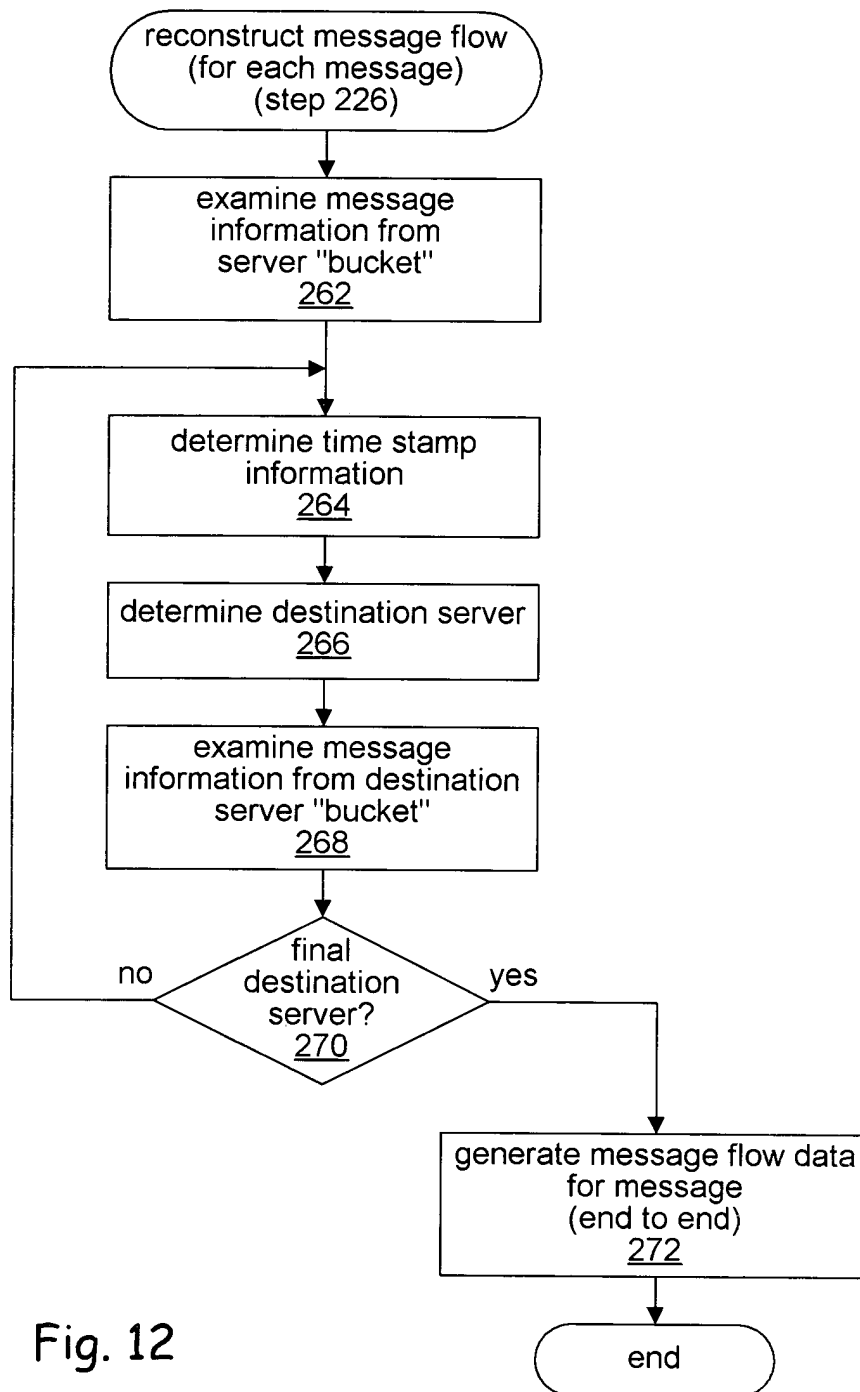 reconstruct message flow
(for each message)
(step 226)
examine message
information from
server "bucket"
262
determine time stamp
information
264
determine destination server
266
examine message
information from destination
server "bucket"
268
final
destination
server?
270
no
yes
generate message flow data
for message
(end to end)
272
end
Fig. 12